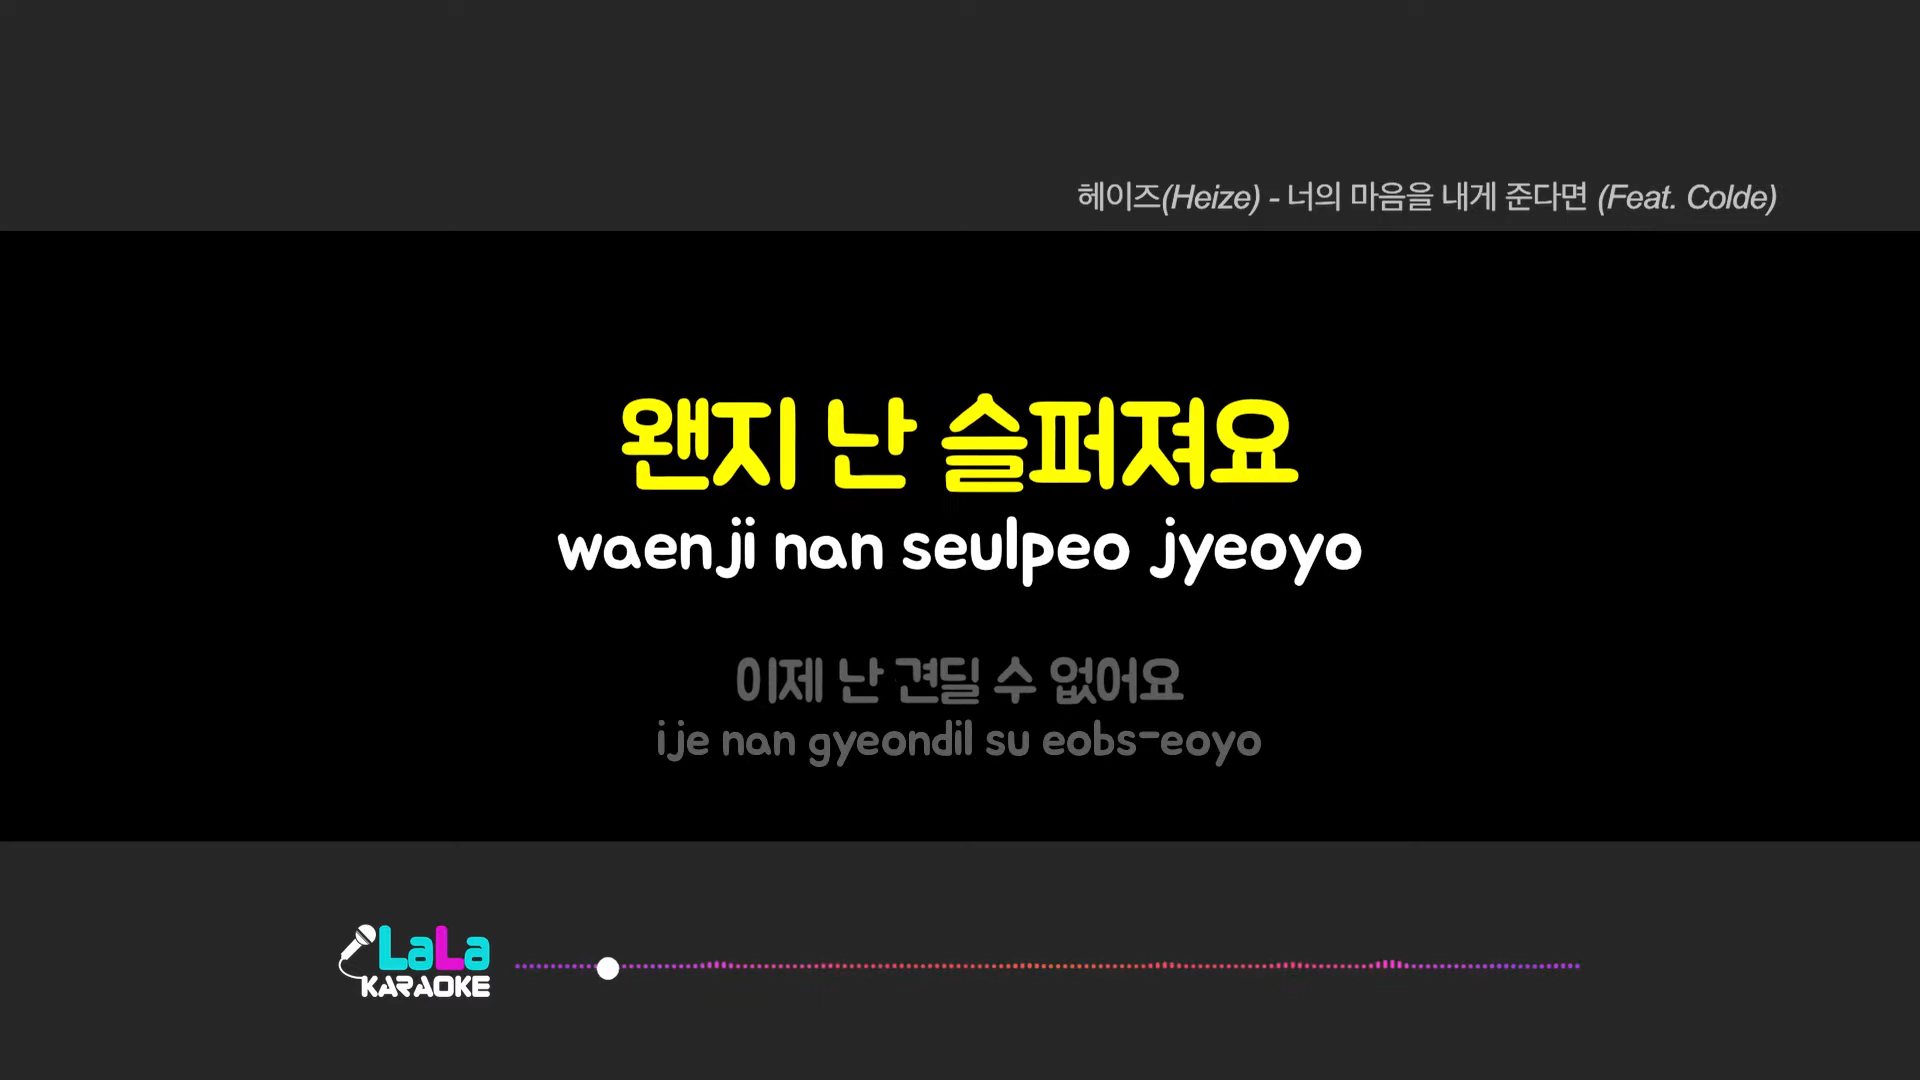 헤이즈(Heize) - 너의 마음을 내게 준다면 (Feat. Colde)
왠지 난 슬퍼져요
waenji nan seulpeo jyeoyo
이제 난 견딜 수 없어요
ije nan gyeondil su eobs-eoyo
LaLa
KARAOKE